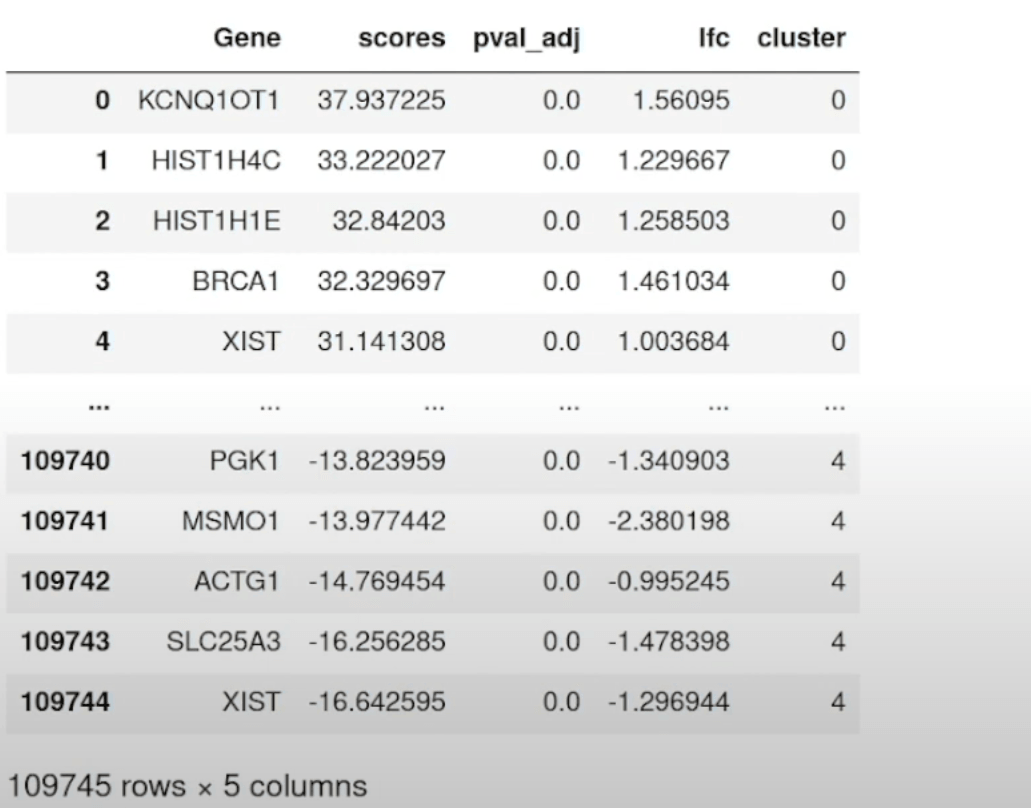 Gene scores pval_adj lfc cluster
0 KCNQ1OT1 37.937225 0.0 1.56095 0
1 HIST1H4C 33.222027 0.0 1.229667 0
2 HIST1H1E 32.84203 0.0 1.258503 0
3 BRCA1 32.329697 0.0 1.461034 0
4 XIST 31.141308 0.0 1.003684 0
... ... ... ... ... ...
109740 PGK1 -13.823959 0.0 -1.340903 4
109741 MSMO1 -13.977442 0.0 -2.380198 4
109742 ACTG1 -14.769454 0.0 -0.995245 4
109743 SLC25A3 -16.256285 0.0 -1.478398 4
109744 XIST -16.642595 0.0 -1.296944 4
109745 rows × 5 columns